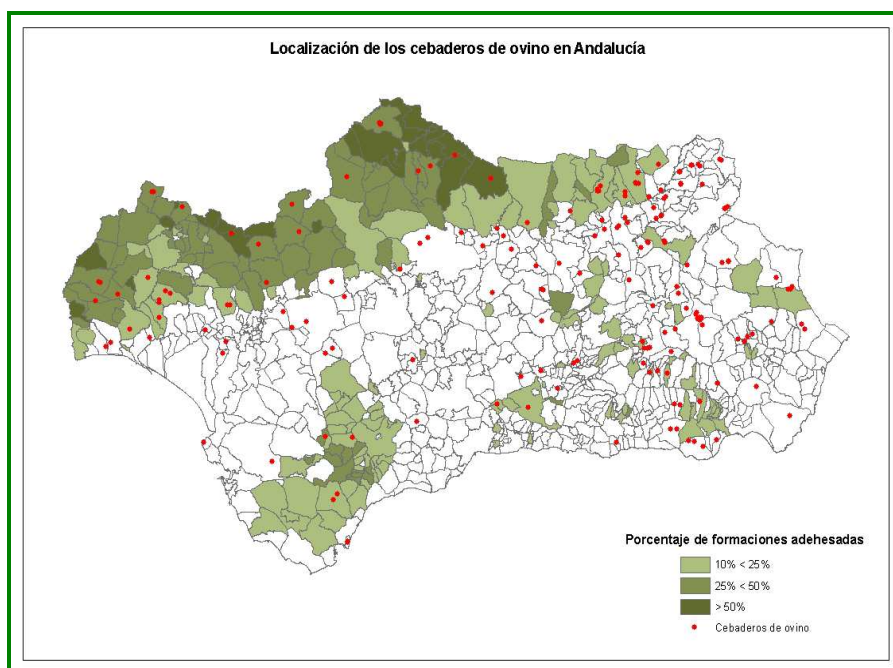 Localización de los cebaderos de ovino en Andalucía
Porcentaje de formaciones adehesadas
10% < 25%
25% < 50%
> 50%
Cebaderos de ovino